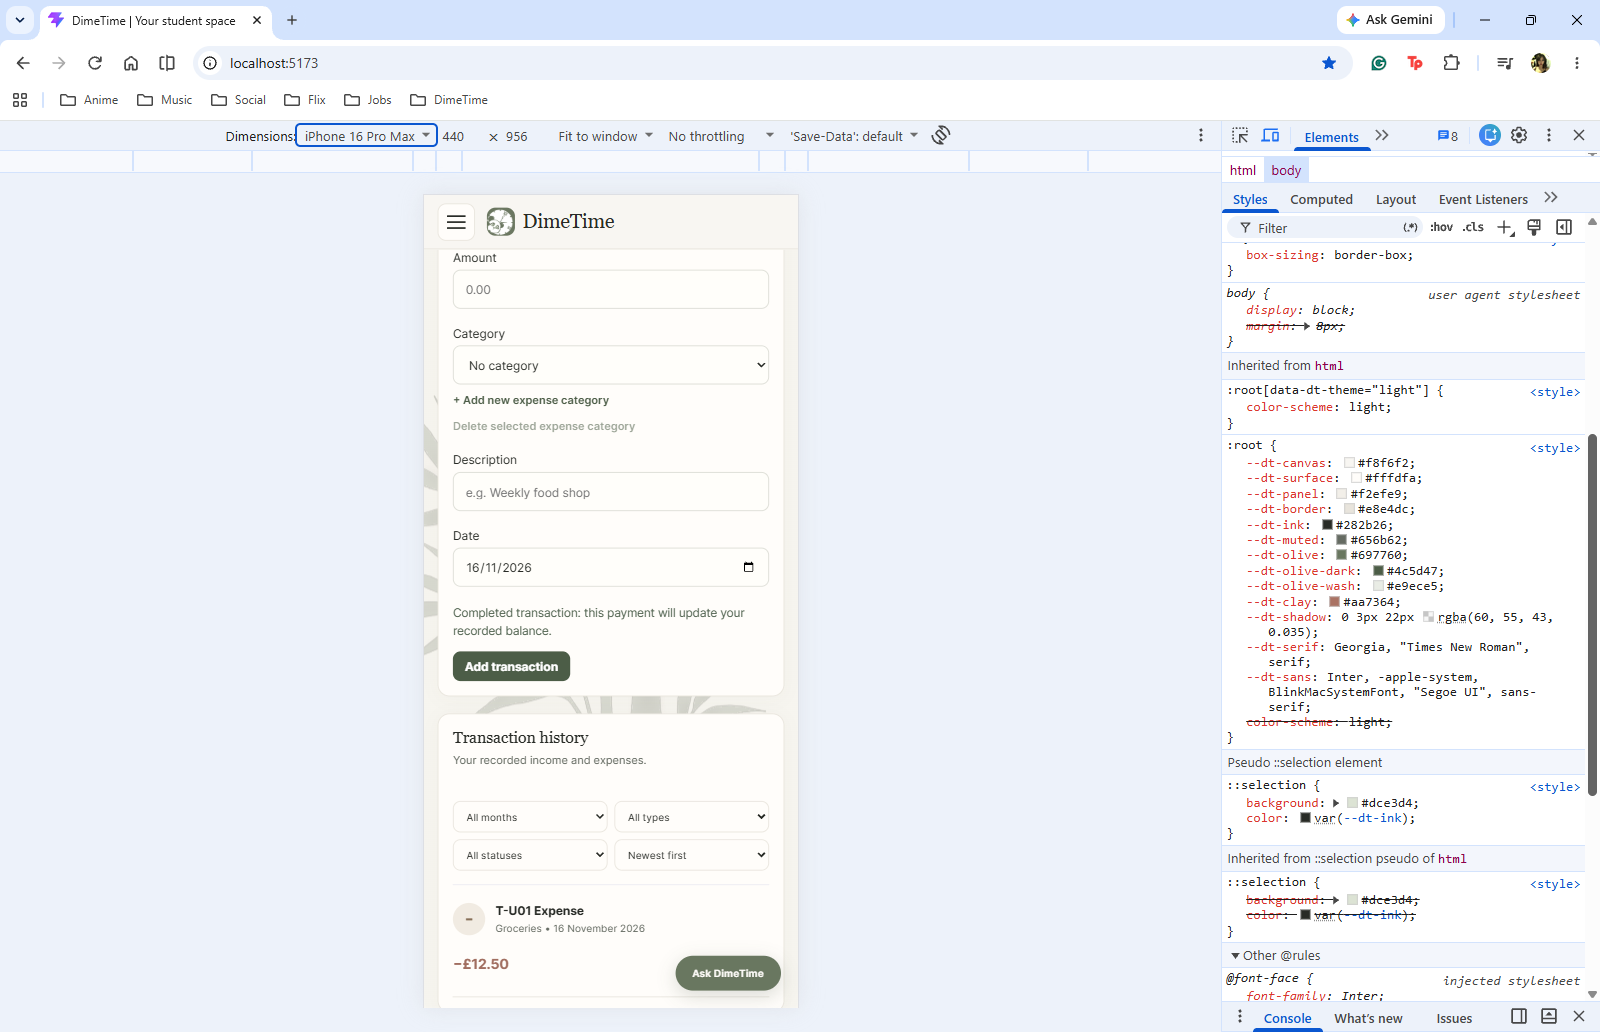 DimeTime | Your student space
Ask Gemini
localhost:5173
Anime
Music
Social
Flix
Jobs
DimeTime
Dimensions: iPhone 16 Pro Max 440 × 956 Fit to window No throttling 'Save-Data': default
DimeTime
Amount
0.00
Category
No category
+ Add new expense category
Delete selected expense category
Description
e.g. Weekly food shop
Date
16/11/2026
Completed transaction: this payment will update your
recorded balance.
Add transaction
Transaction history
Your recorded income and expenses.
All months All types
All statuses Newest first
T-U01 Expense
Groceries • 16 November 2026
−£12.50
Ask DimeTime
Elements 8
html body
Styles Computed Layout Event Listeners
Filter :hov .cls
box-sizing: border-box;
}
body { user agent stylesheet
display: block;
margin: 8px;
}
Inherited from html
:root[data-dt-theme="light"] { <style>
color-scheme: light;
}
:root { <style>
--dt-canvas: #f8f6f2;
--dt-surface: #fffdfa;
--dt-panel: #f2efe9;
--dt-border: #e8e4dc;
--dt-ink: #282b26;
--dt-muted: #656b62;
--dt-olive: #697760;
--dt-olive-dark: #4c5d47;
--dt-olive-wash: #e9ece5;
--dt-clay: #aa7364;
--dt-shadow: 0 3px 22px rgba(60, 55, 43,
0.035);
--dt-serif: Georgia, "Times New Roman",
serif;
--dt-sans: Inter, -apple-system,
BlinkMacSystemFont, "Segoe UI", sans-
serif;
color-scheme: light;
}
Pseudo ::selection element
::selection { <style>
background: #dce3d4;
color: var(--dt-ink);
}
Inherited from ::selection pseudo of html
::selection { <style>
background: #dce3d4;
color: var(--dt-ink);
}
Other @rules
@font-face { injected stylesheet
font-family: Inter;
Console What's new Issues